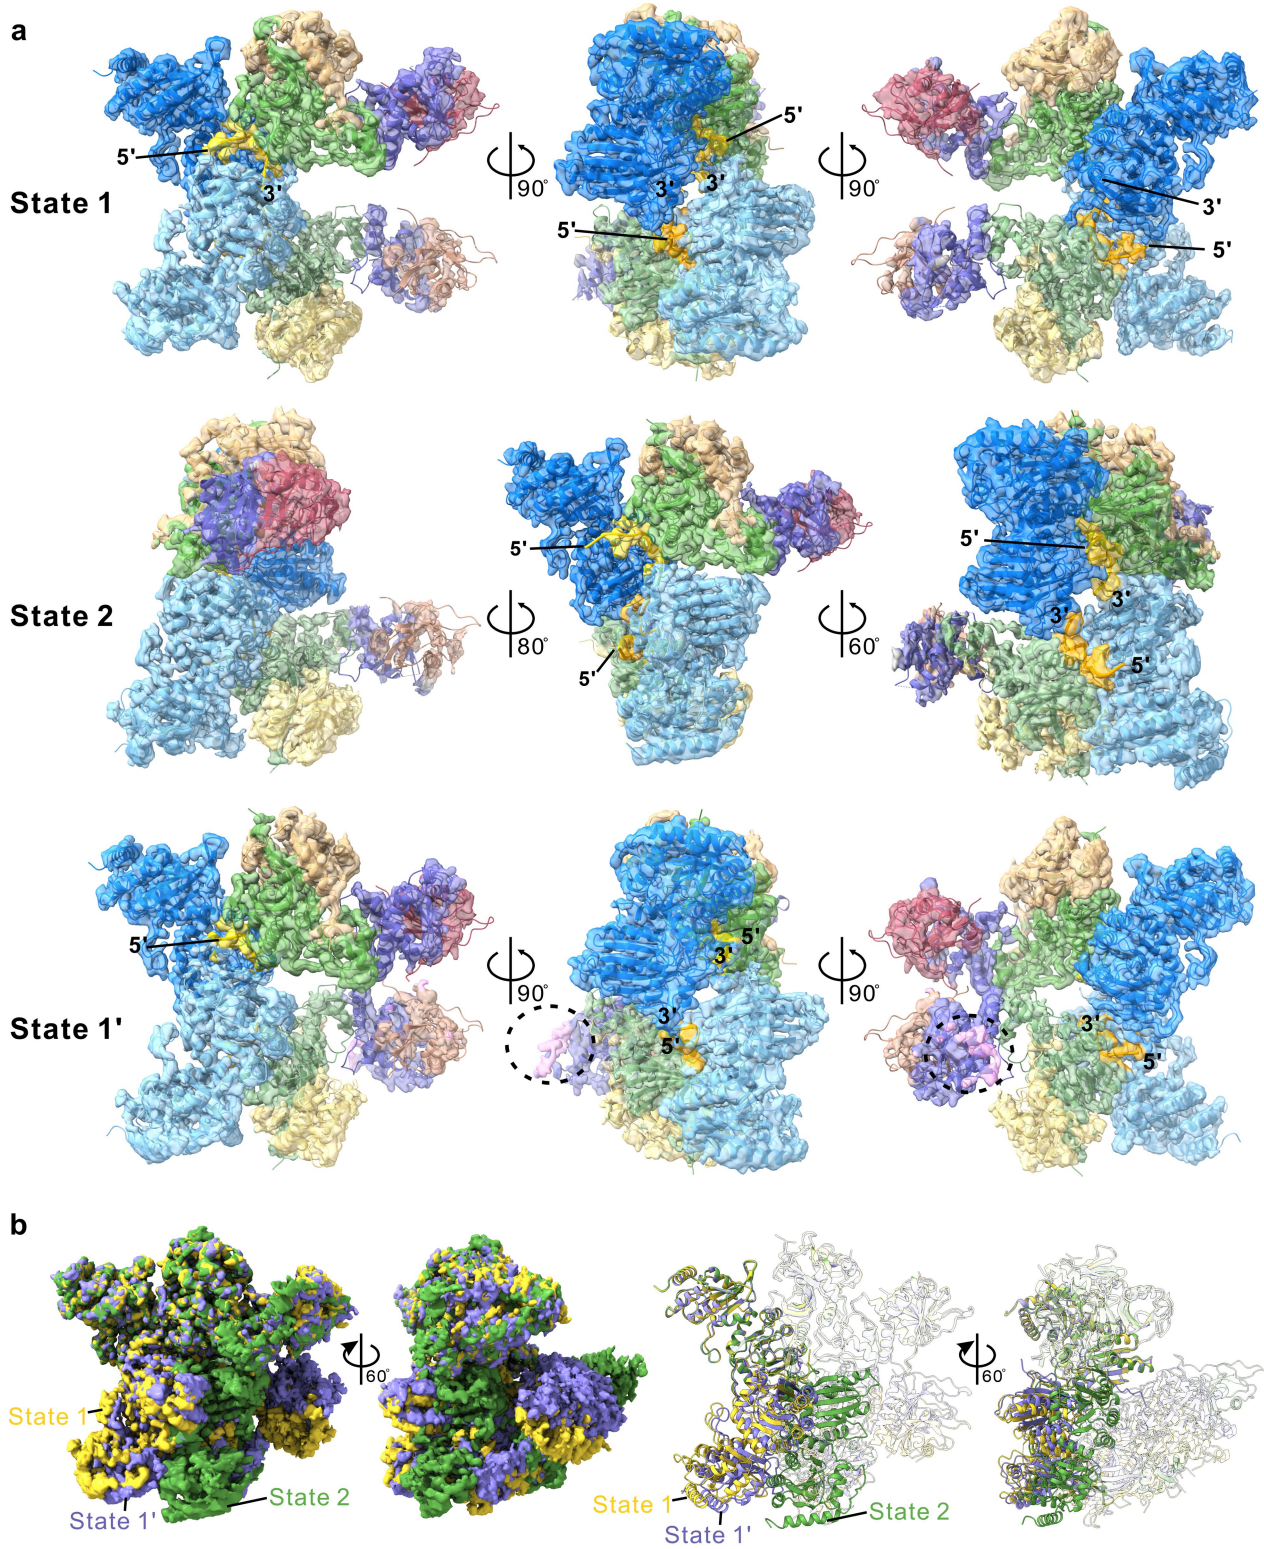 a
5' 3' 5' 3' 3' 5' 3' 5'
90° 90°
State 1
5' 5' 5' 3' 3' 5'
80° 60°
State 2
5' 5' 3' 3' 5' 3' 5'
90° 90°
State 1'
b
60° 60°
State 1
State 1'
State 2
State 1
State 1'
State 2